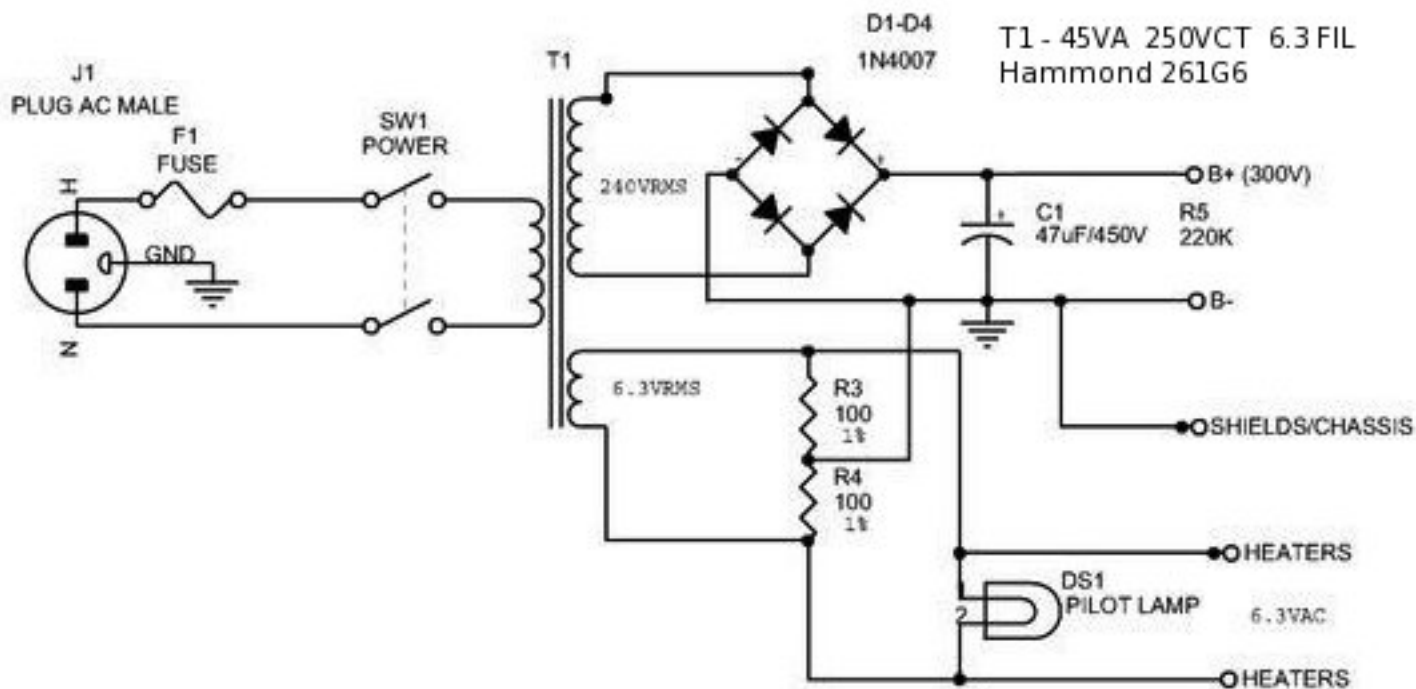 D1-D4
1N4007
T1 - 45VA 250VCT 6.3 FIL
Hammond 261G6
J1
PLUG AC MALE
F1
FUSE
SW1
POWER
T1
H
GND
N
240VRMS
-
+
B+ (300V)
+
C1
47uF/450V
R5
220K
B-
6.3VRMS
R3
100
1%
R4
100
1%
SHIELDS/CHASSIS
HEATERS
DS1
PILOT LAMP
1
2
6.3VAC
HEATERS